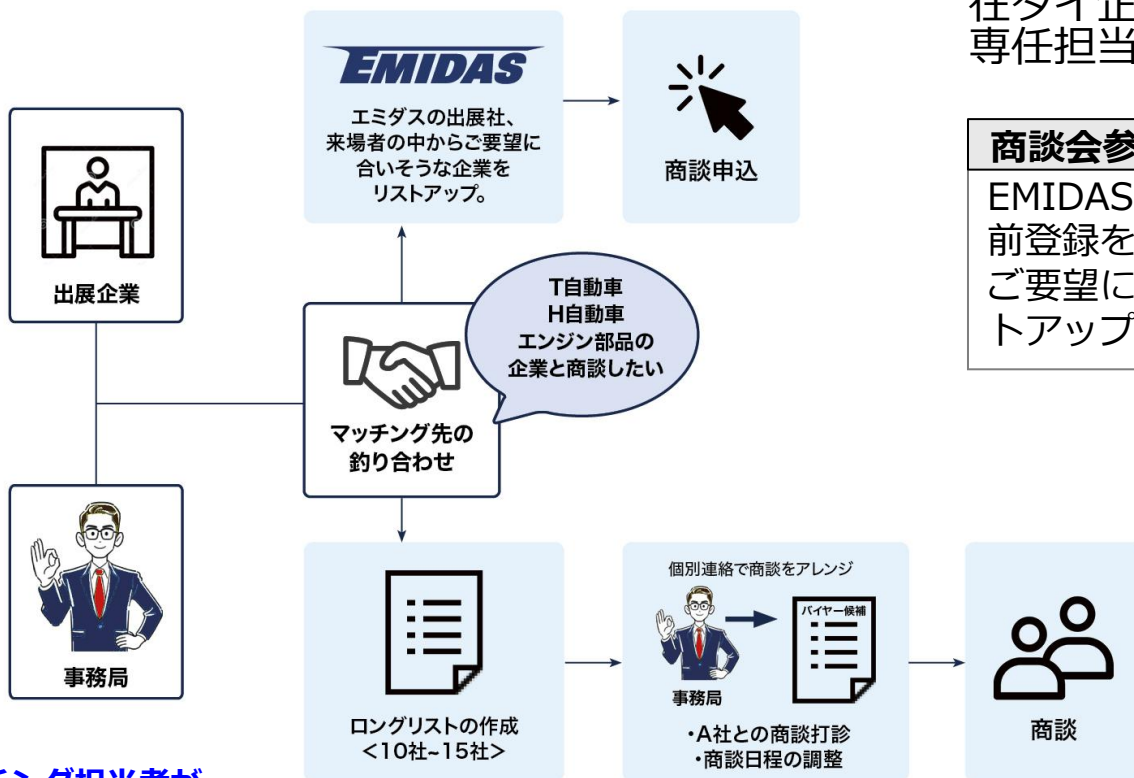 EMIDAS
エミダスの出展社、
来場者の中からご要望に
合いそうな企業を
リストアップ。
商談申込
出展企業
T自動車
H自動車
エンジン部品の
企業と商談したい
マッチング先の
釣り合わせ
事務局
ロングリストの作成
<10社~15社>
個別連絡で商談をアレンジ
バイヤー候補
事務局
・A社との商談打診
・商談日程の調整
商談
専任担当
商談会参
EMIDAS
前登録を
ご要望に
トアップ
チング担当者が